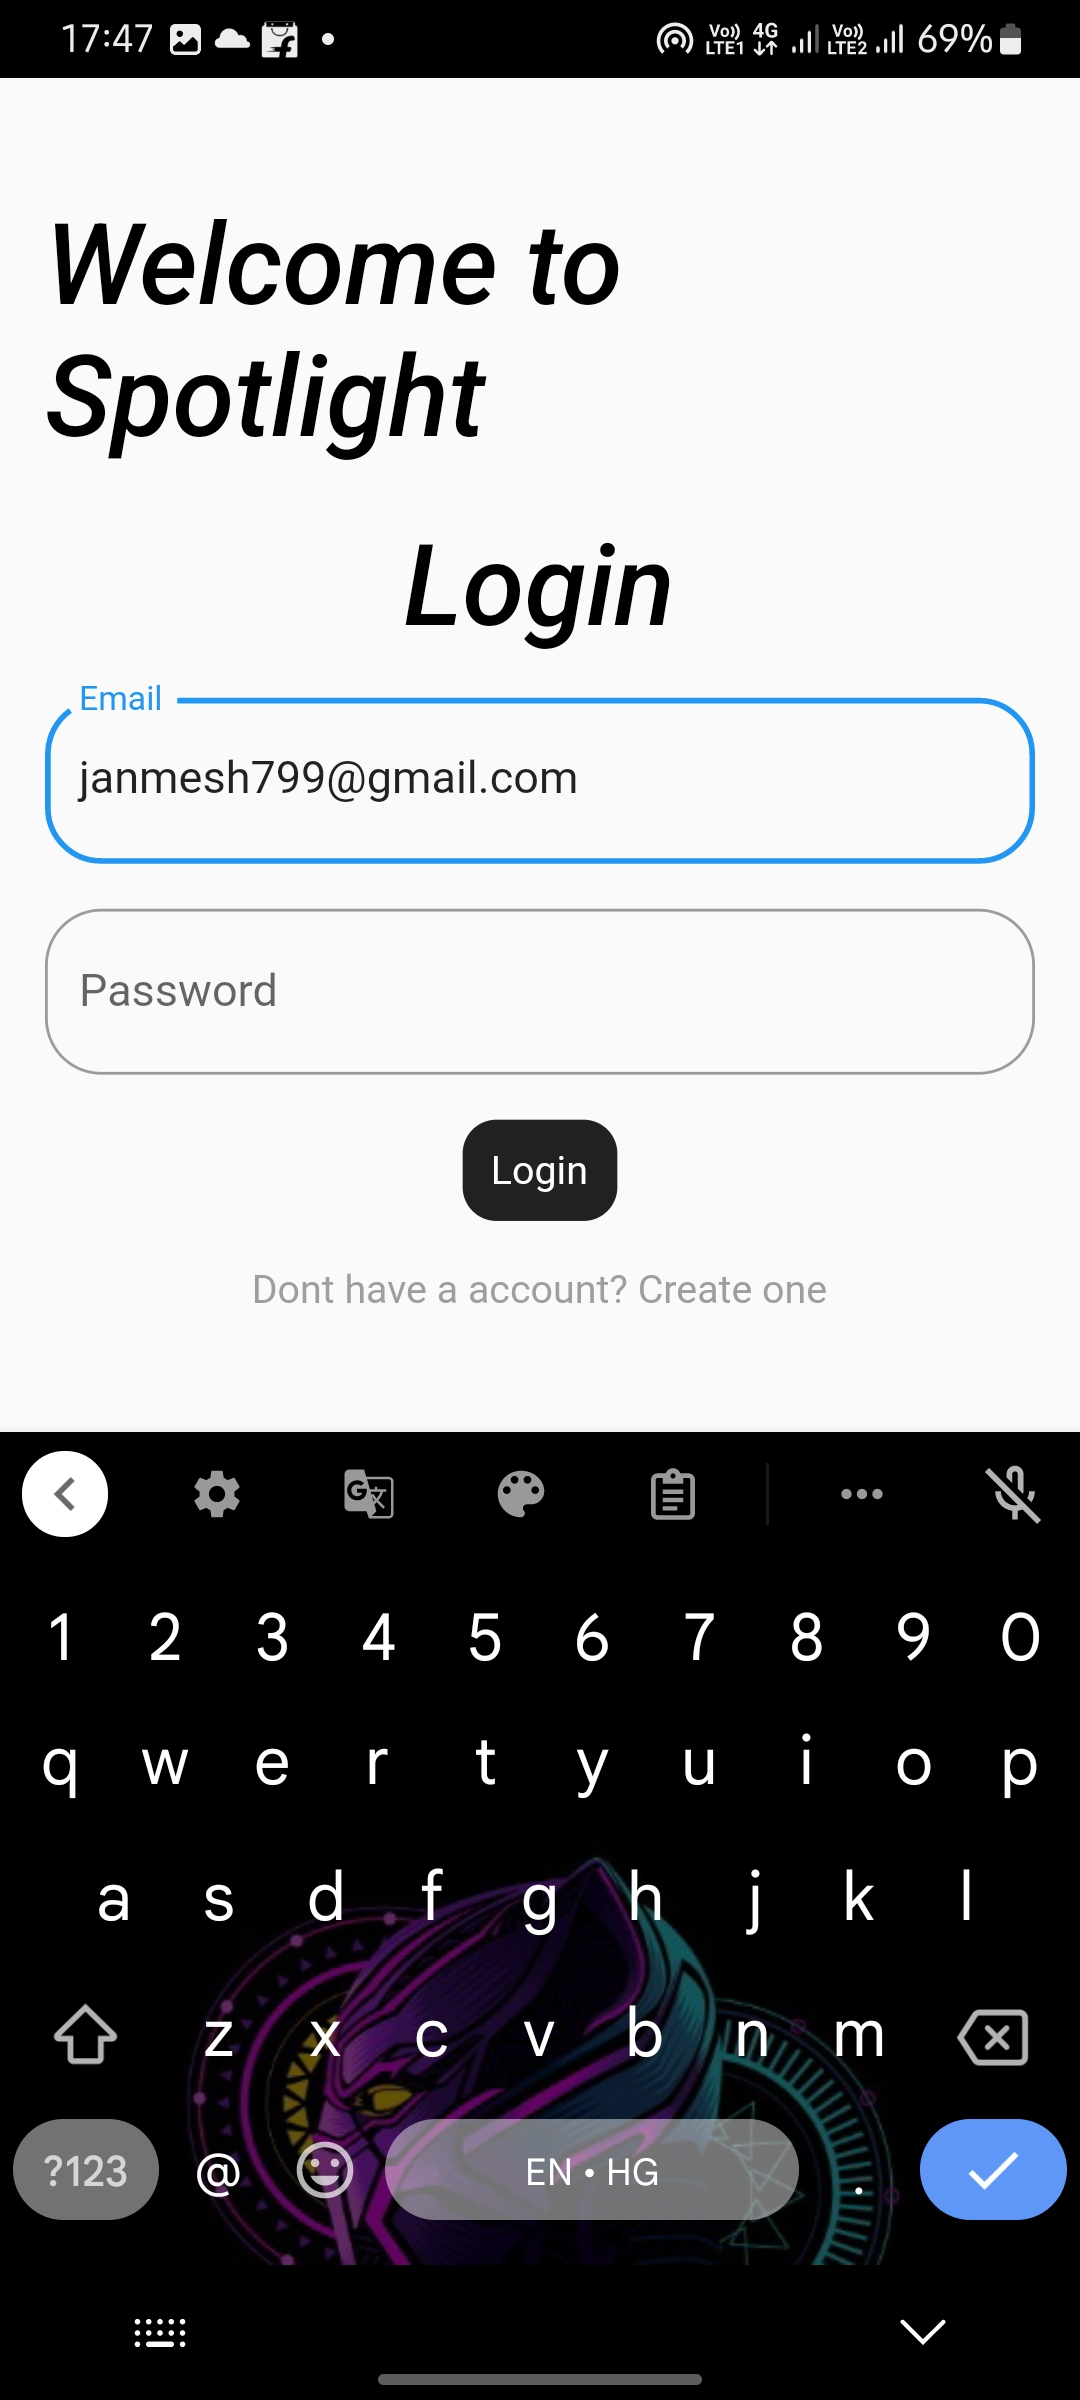 17:47 Vo)) LTE1 4G Vo)) LTE2 69%
Welcome to
Spotlight
Login
Email
janmesh799@gmail.com
Password
Login
Dont have a account? Create one
G 文
1 2 3 4 5 6 7 8 9 0
q w e r t y u i o p
a s d f g h j k l
z x c v b n m
?123 @ EN • HG .